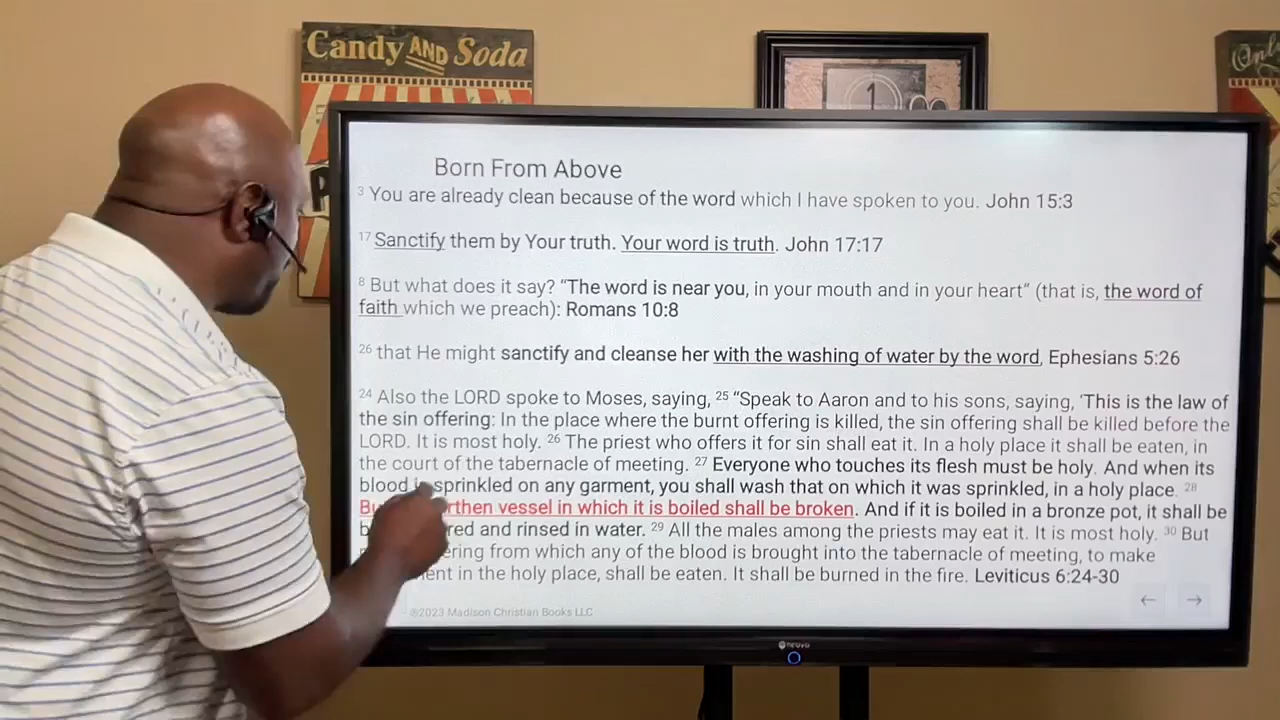 Candy AND Soda
1
Onl
P
Born From Above
3 You are already clean because of the word which I have spoken to you. John 15:3
17 Sanctify them by Your truth. Your word is truth. John 17:17
8 But what does it say? “The word is near you, in your mouth and in your heart” (that is, the word of
faith which we preach): Romans 10:8
26 that He might sanctify and cleanse her with the washing of water by the word, Ephesians 5:26
24 Also the LORD spoke to Moses, saying, 25 “Speak to Aaron and to his sons, saying, ‘This is the law of
the sin offering: In the place where the burnt offering is killed, the sin offering shall be killed before the
LORD. It is most holy. 26 The priest who offers it for sin shall eat it. In a holy place it shall be eaten, in
the court of the tabernacle of meeting. 27 Everyone who touches its flesh must be holy. And when its
blood is sprinkled on any garment, you shall wash that on which it was sprinkled, in a holy place. 28
rthen vessel in which it is boiled shall be broken. And if it is boiled in a bronze pot, it shall be
red and rinsed in water. 29 All the males among the priests may eat it. It is most holy. 30 But
ering from which any of the blood is brought into the tabernacle of meeting, to make
ent in the holy place, shall be eaten. It shall be burned in the fire. Leviticus 6:24-30
©2023 Madison Christian Books LLC
← →
neuvo